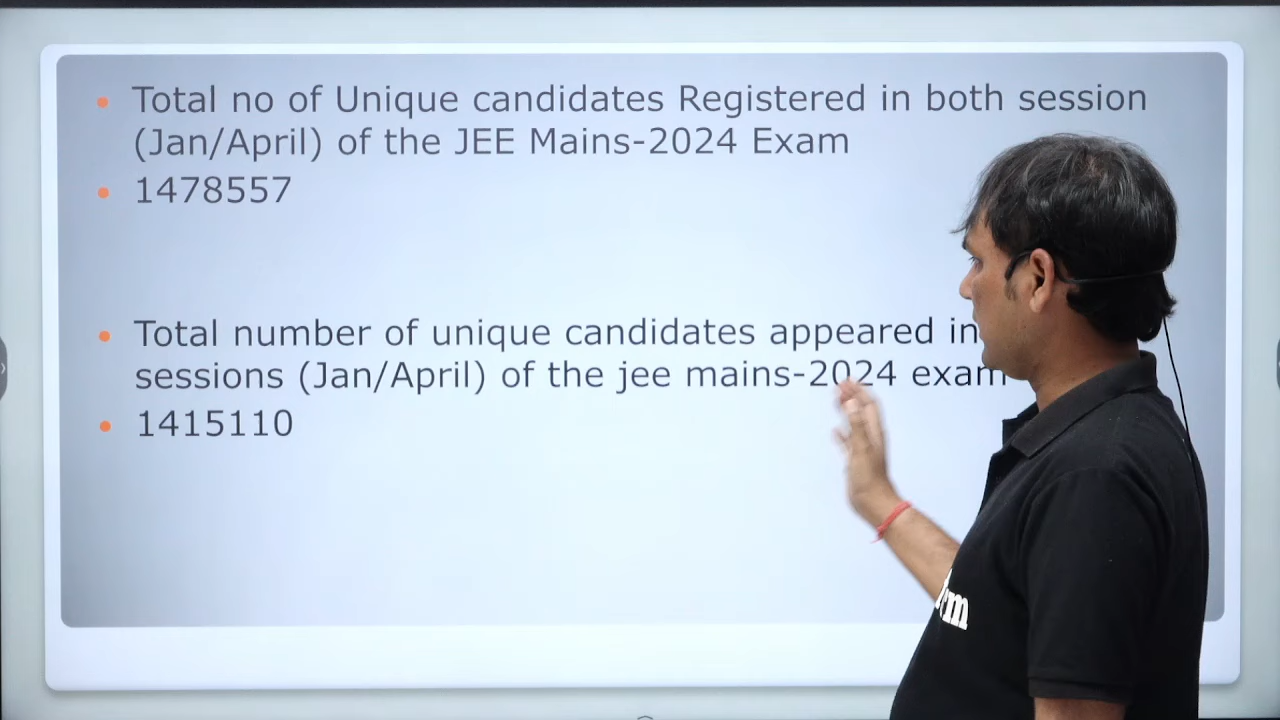 Total no of Unique candidates Registered in both session
(Jan/April) of the JEE Mains-2024 Exam
1478557
Total number of unique candidates appeared in
sessions (Jan/April) of the jee mains-2024 exam
1415110